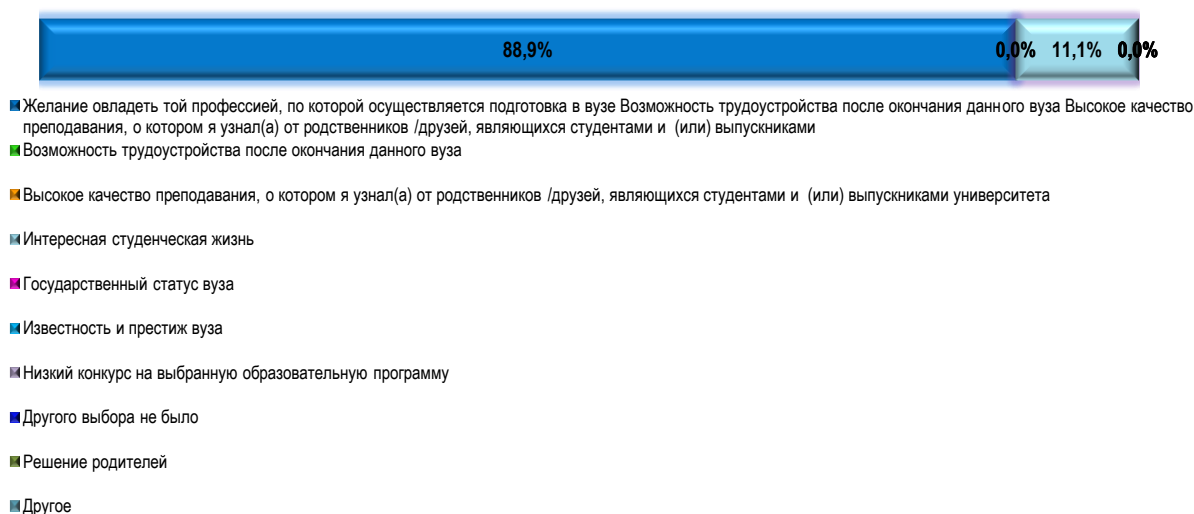 88,9% 0,0% 11,1% 0,0%
Желание овладеть той профессией, по которой осуществляется подготовка в вузе Возможность трудоустройства после окончания данного вуза Высокое качество
преподавания, о котором я узнал(а) от родственников /друзей, являющихся студентами и (или) выпускниками
Возможность трудоустройства после окончания данного вуза
Высокое качество преподавания, о котором я узнал(а) от родственников /друзей, являющихся студентами и (или) выпускниками университета
Интересная студенческая жизнь
Государственный статус вуза
Известность и престиж вуза
Низкий конкурс на выбранную образовательную программу
Другого выбора не было
Решение родителей
Другое